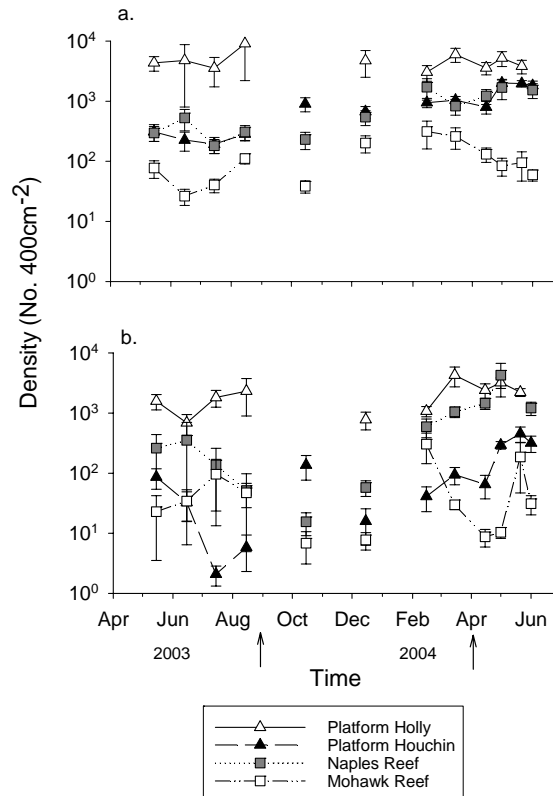 a.
10⁴
10³
10²
10¹
10⁰
Density (No. 400cm⁻²)
b.
10⁴
10³
10²
10¹
10⁰
Apr Jun Aug Oct Dec Feb Apr Jun
2003 2004
Time
Platform Holly
Platform Houchin
Naples Reef
Mohawk Reef